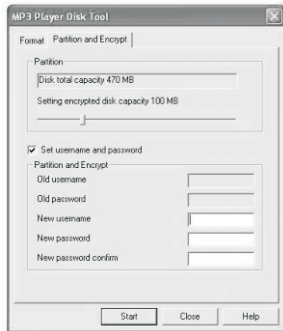 MP3 Player Disk Tool
Format Partition and Encrypt
Partition
Disk total capacity 470 MB
Setting encrypted disk capacity 100 MB
Set username and password
Partition and Encrypt
Old username
Old password
New username
New password
New password confirm
Start Close Help